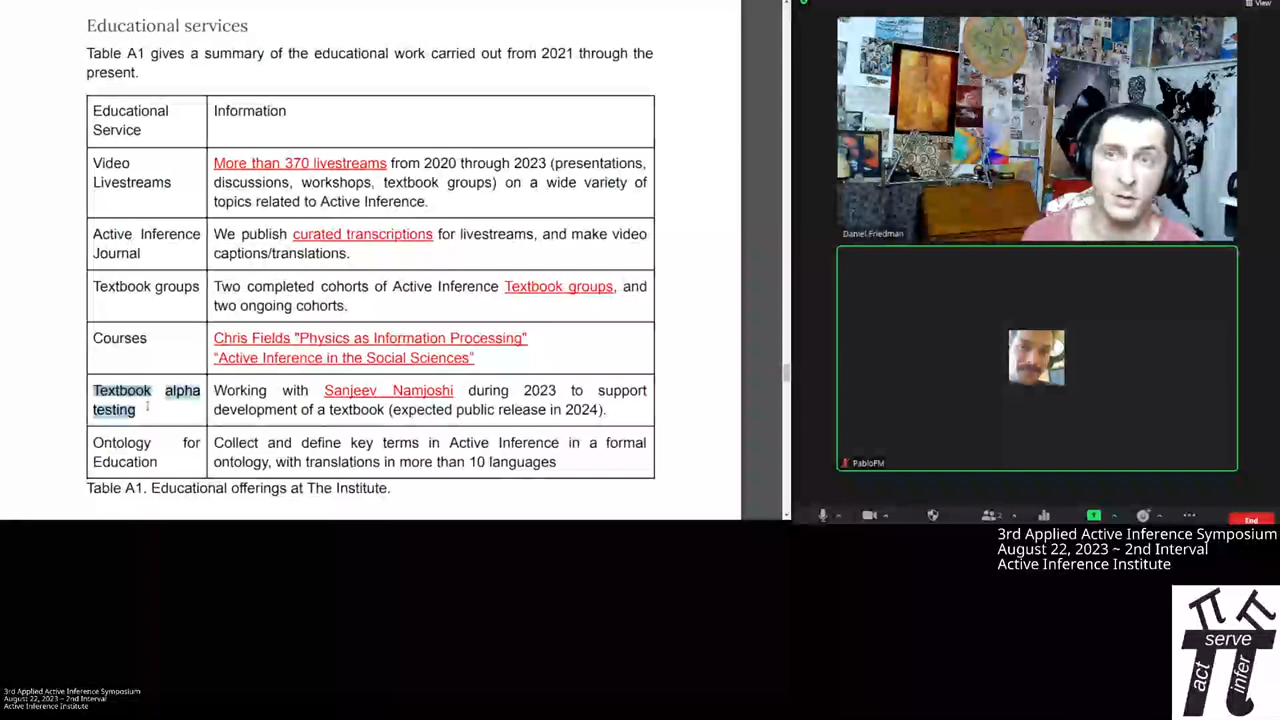 Educational services
Table A1 gives a summary of the educational work carried out from 2021 through the
present.
Educational
Service
Information
Video
Livestreams
More than 370 livestreams from 2020 through 2023 (presentations,
discussions, workshops, textbook groups) on a wide variety of
topics related to Active Inference.
Active Inference
Journal
We publish curated transcriptions for livestreams, and make video
captions/translations.
Textbook groups
Two completed cohorts of Active Inference Textbook groups, and
two ongoing cohorts.
Courses
Chris Fields "Physics as Information Processing"
“Active Inference in the Social Sciences”
Textbook alpha
testing
Working with Sanjeev Namjoshi during 2023 to support
development of a textbook (expected public release in 2024).
Ontology for
Education
Collect and define key terms in Active Inference in a formal
ontology, with translations in more than 10 languages
Table A1. Educational offerings at The Institute.
View
Daniel Friedman
PabloFM
2
End
3rd Applied Active Inference Symposium
August 22, 2023 ~ 2nd Interval
Active Inference Institute
serve
act
infer
3rd Applied Active Inference Symposium
August 22, 2023 ~ 2nd Interval
Active Inference Institute